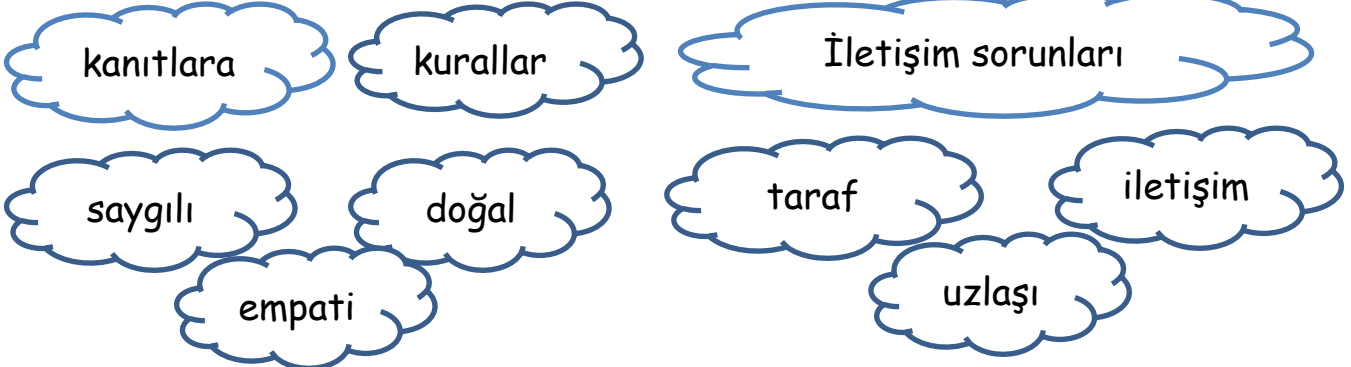 kanıtlara
kurallar
İletişim sorunları
saygılı
doğal
taraf
iletişim
empati
uzlaşı